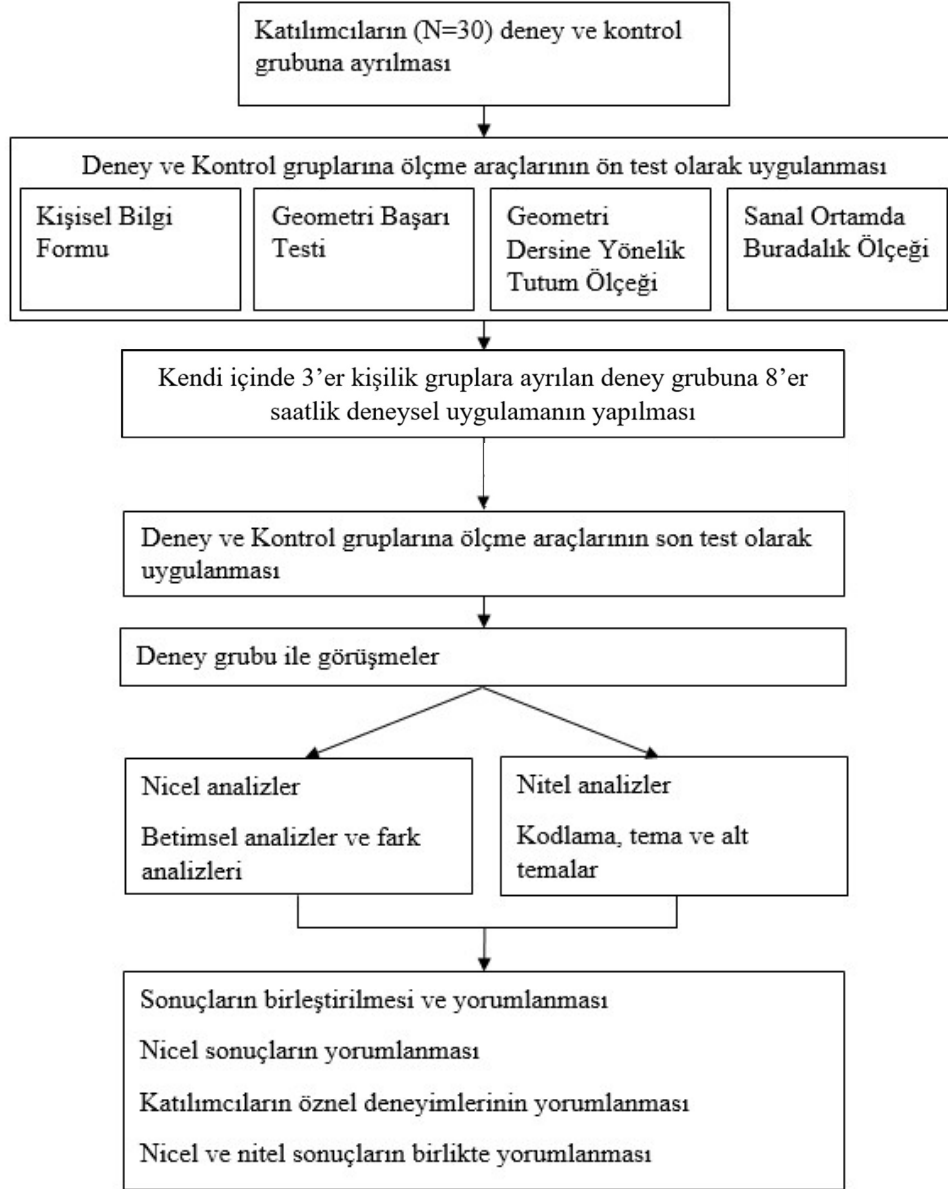 Katılımcıların (N=30) deney ve kontrol
grubuna ayrılması
Deney ve Kontrol gruplarına ölçme araçlarının ön test olarak uygulanması
Kişisel Bilgi
Formu
Geometri Başarı
Testi
Geometri
Dersine Yönelik
Tutum Ölçeği
Sanal Ortamda
Buradalık Ölçeği
Kendi içinde 3’er kişilik gruplara ayrılan deney grubuna 8’er
saatlik deneysel uygulamanın yapılması
Deney ve Kontrol gruplarına ölçme araçlarının son test olarak
uygulanması
Deney grubu ile görüşmeler
Nicel analizler
Betimsel analizler ve fark
analizleri
Nitel analizler
Kodlama, tema ve alt
temalar
Sonuçların birleştirilmesi ve yorumlanması
Nicel sonuçların yorumlanması
Katılımcıların öznel deneyimlerinin yorumlanması
Nicel ve nitel sonuçların birlikte yorumlanması